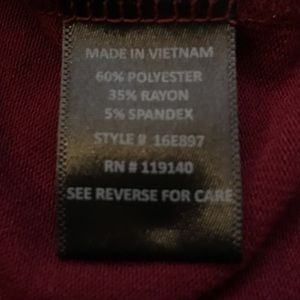 MADE IN VIETNAM
60% POLYESTER
35% RAYON
5% SPANDEX
STYLE# 16E897
RN# 119140
SEE REVERSE FOR CARE